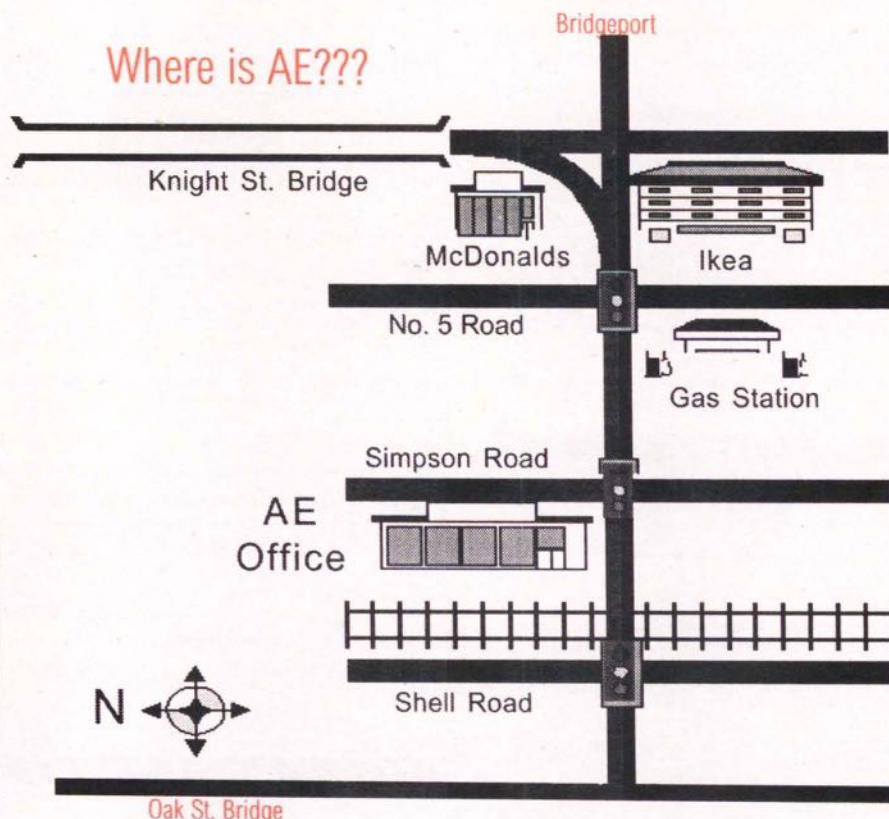 Bridgeport
Where is AE???
Knight St. Bridge
McDonalds
Ikea
No. 5 Road
Gas Station
Simpson Road
AE
Office
N
Shell Road
Oak St. Bridge